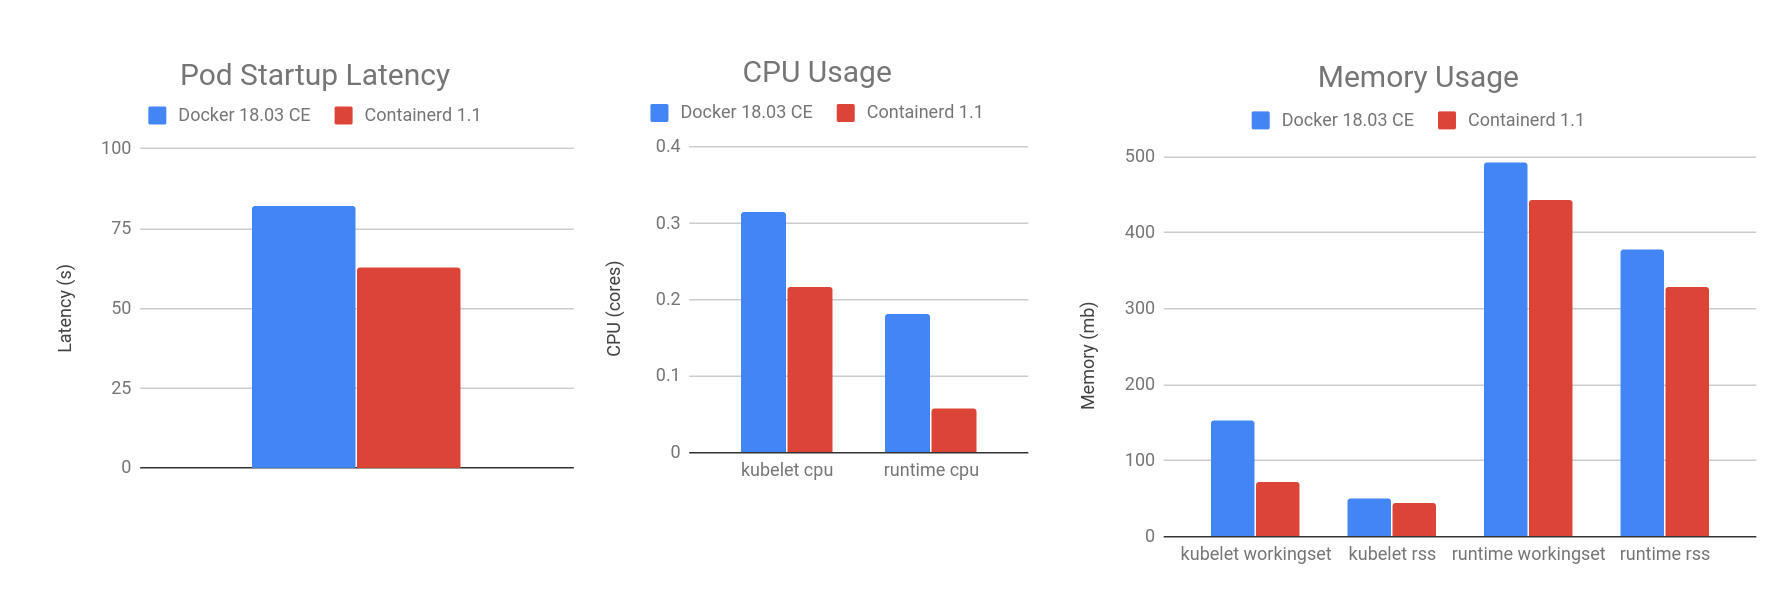 Pod Startup Latency
Docker 18.03 CE Containerd 1.1
100
75
50
25
0
Latency (s)
CPU Usage
Docker 18.03 CE Containerd 1.1
0.4
0.3
0.2
0.1
0
CPU (cores)
kubelet cpu runtime cpu
Memory Usage
Docker 18.03 CE Containerd 1.1
500
400
300
200
100
0
Memory (mb)
kubelet workingset kubelet rss runtime workingset runtime rss